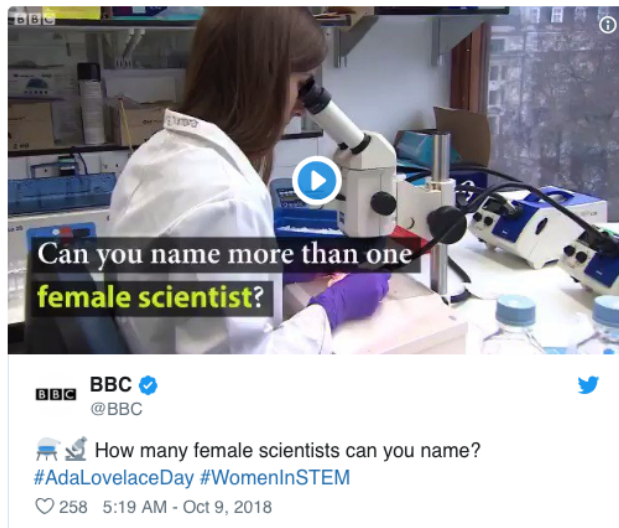 BBC
Can you name more than one
female scientist?
BBC
BBC
@BBC
How many female scientists can you name?
#AdaLovelaceDay #WomenInSTEM
258 5:19 AM - Oct 9, 2018